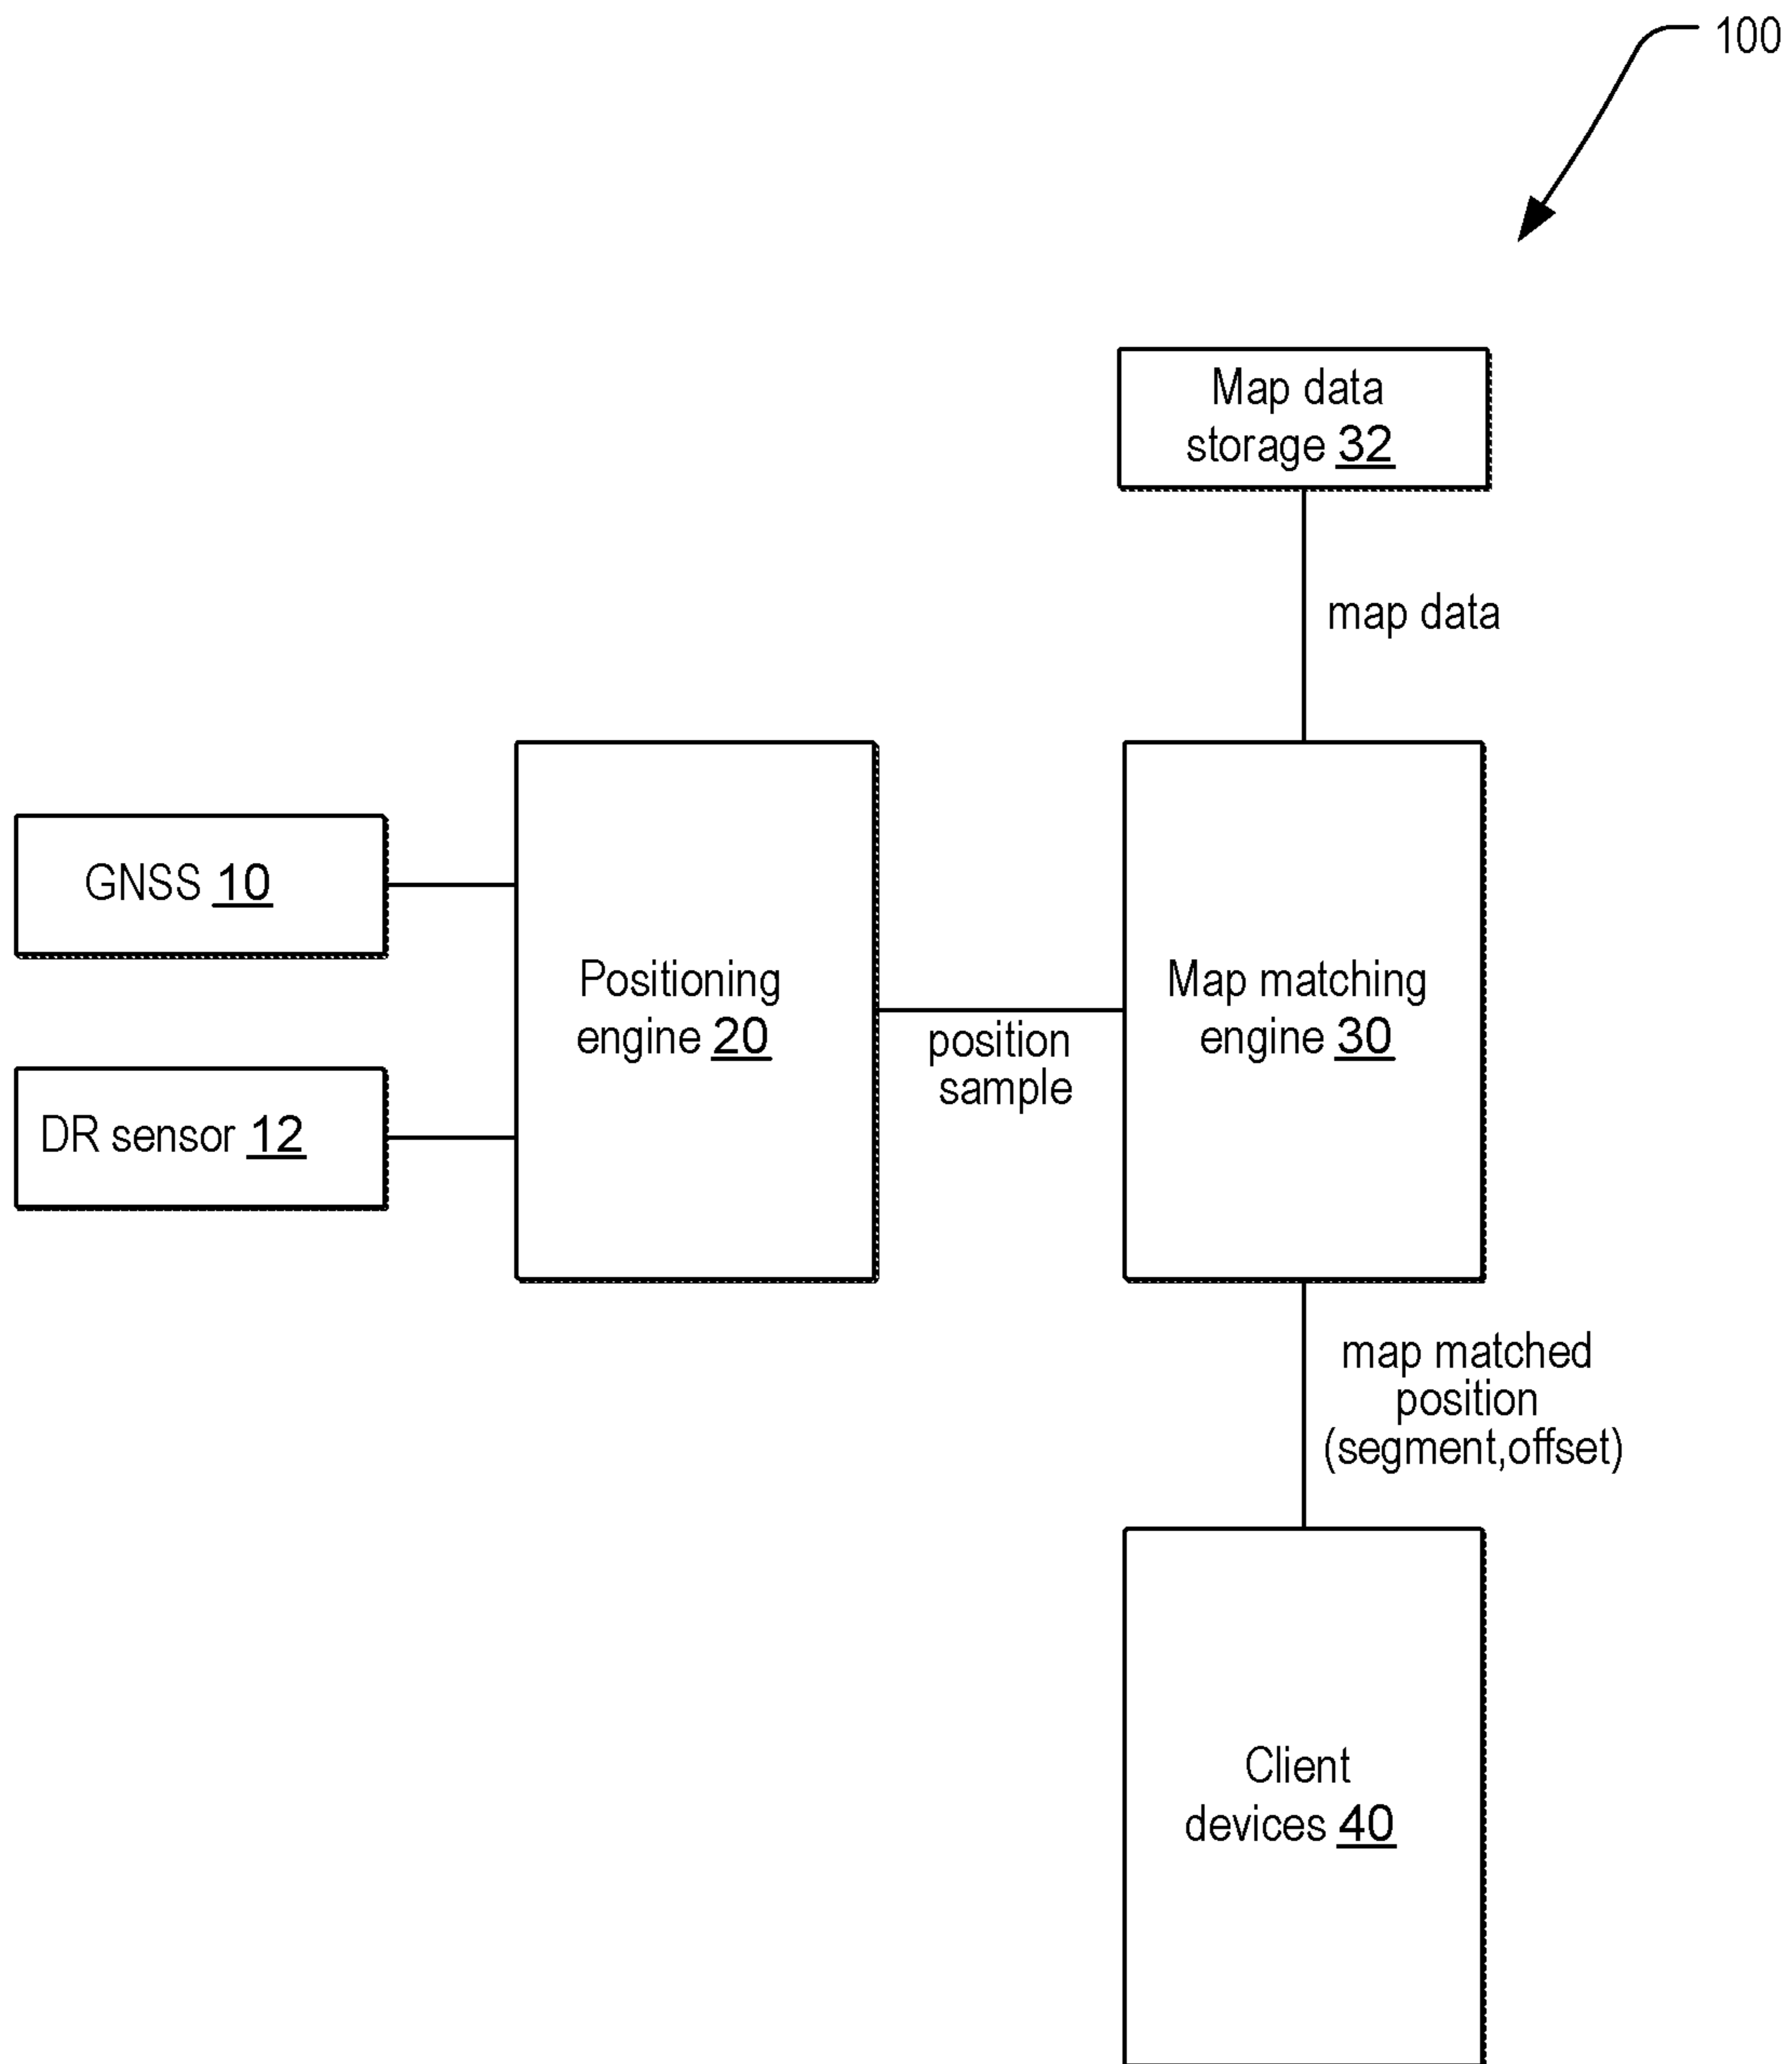 100
Map data
storage 32
map data
GNSS 10
DR sensor 12
Positioning
engine 20
position
sample
Map matching
engine 30
map matched
position
(segment,offset)
Client
devices 40